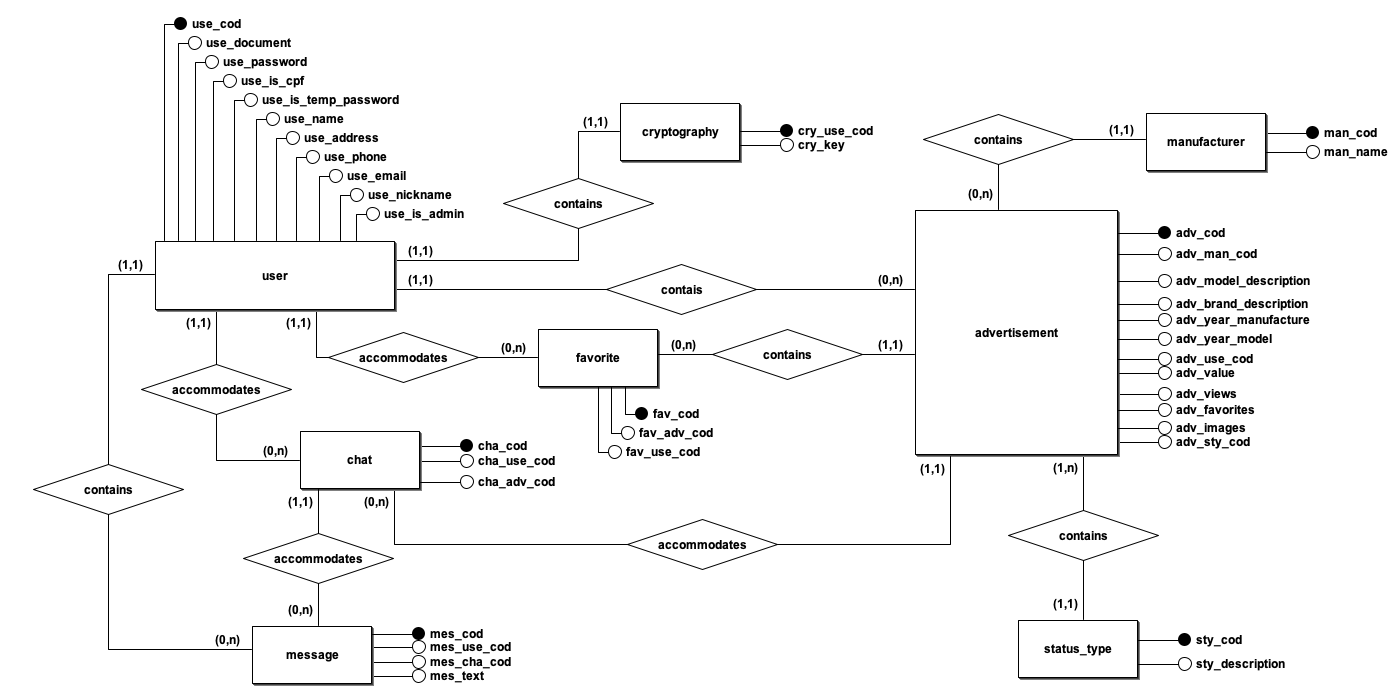 use_cod
use_document
use_password
use_is_cpf
use_is_temp_password
use_name
use_address
use_phone
use_email
use_nickname
use_is_admin
(1,1)
cryptography
cry_use_cod
cry_key
contains
(1,1)
manufacturer
man_cod
man_name
(0,n)
contains
(1,1)
user
(1,1)
(1,1)
contais
(0,n)
adv_cod
adv_man_cod
adv_model_description
adv_brand_description
adv_year_manufacture
adv_year_model
adv_use_cod
adv_value
adv_views
adv_favorites
adv_images
adv_sty_cod
advertisement
(1,1)
(1,1)
accommodates
(0,n)
favorite
(0,n)
contains
(1,1)
accommodates
fav_cod
fav_adv_cod
fav_use_cod
(0,n)
chat
cha_cod
cha_use_cod
cha_adv_cod
(1,1)
(1,n)
contains
(1,1)
(0,n)
accommodates
accommodates
contains
(1,1)
(0,n)
(0,n)
message
mes_cod
mes_use_cod
mes_cha_cod
mes_text
status_type
sty_cod
sty_description